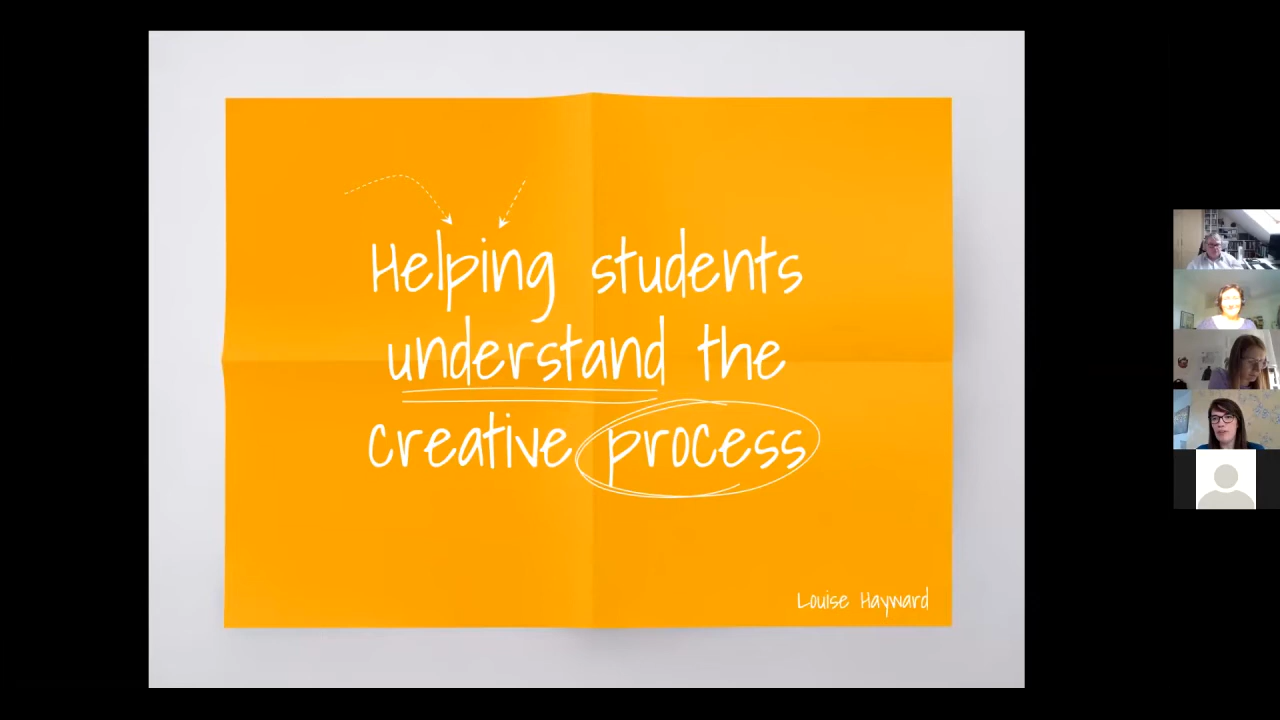 Helping students
understand the
creative process
Louise Hayward